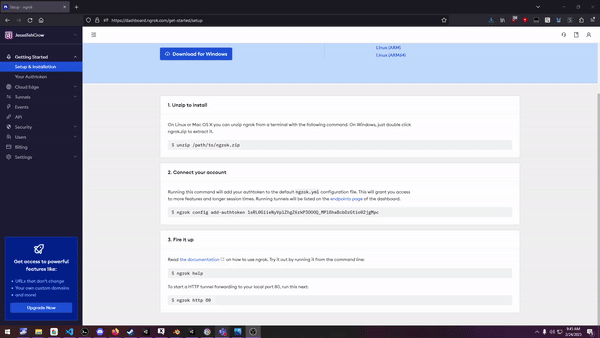 Setup - ngrok
https://dashboard.ngrok.com/get-started/setup
JesselishCrow
Getting Started
Setup & Installation
Your Authtoken
Cloud Edge
Tunnels
Events
API
Security
Users
Billing
Settings
Get access to powerful
features like:
• URLs that don't change
• Your own custom domains
• and more!
Upgrade Now
Download for Windows
Linux (ARM)
Linux (ARM64)
1. Unzip to install
On Linux or Mac OS X you can unzip ngrok from a terminal with the following command. On Windows, just double click
ngrok.zip to extract it.
$ unzip /path/to/ngrok.zip
2. Connect your account
Running this command will add your authtoken to the default ngrok.yml configuration file. This will grant you access
to more features and longer session times. Running tunnels will be listed on the endpoints page of the dashboard.
$ ngrok config add-authtoken
3. Fire it up
Read the documentation on how to use ngrok. Try it out by running it from the command line:
$ ngrok help
To start a HTTP tunnel forwarding to your local port 80, run this next:
$ ngrok http 80
9:45 AM
2/24/2023